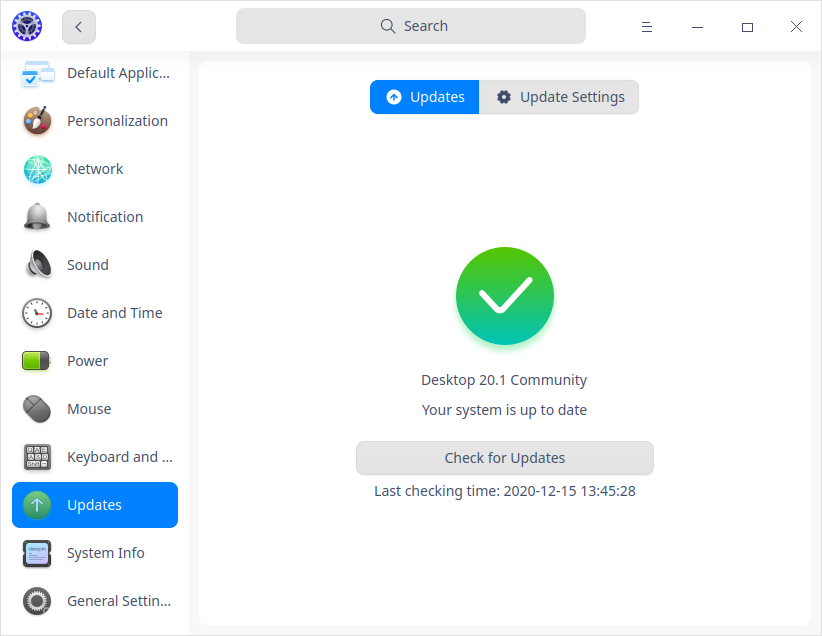 Search
Default Applic...
Personalization
Network
Notification
Sound
Date and Time
Power
Mouse
Keyboard and ...
Updates
System Info
General Settin...
Updates
Update Settings
Desktop 20.1 Community
Your system is up to date
Check for Updates
Last checking time: 2020-12-15 13:45:28